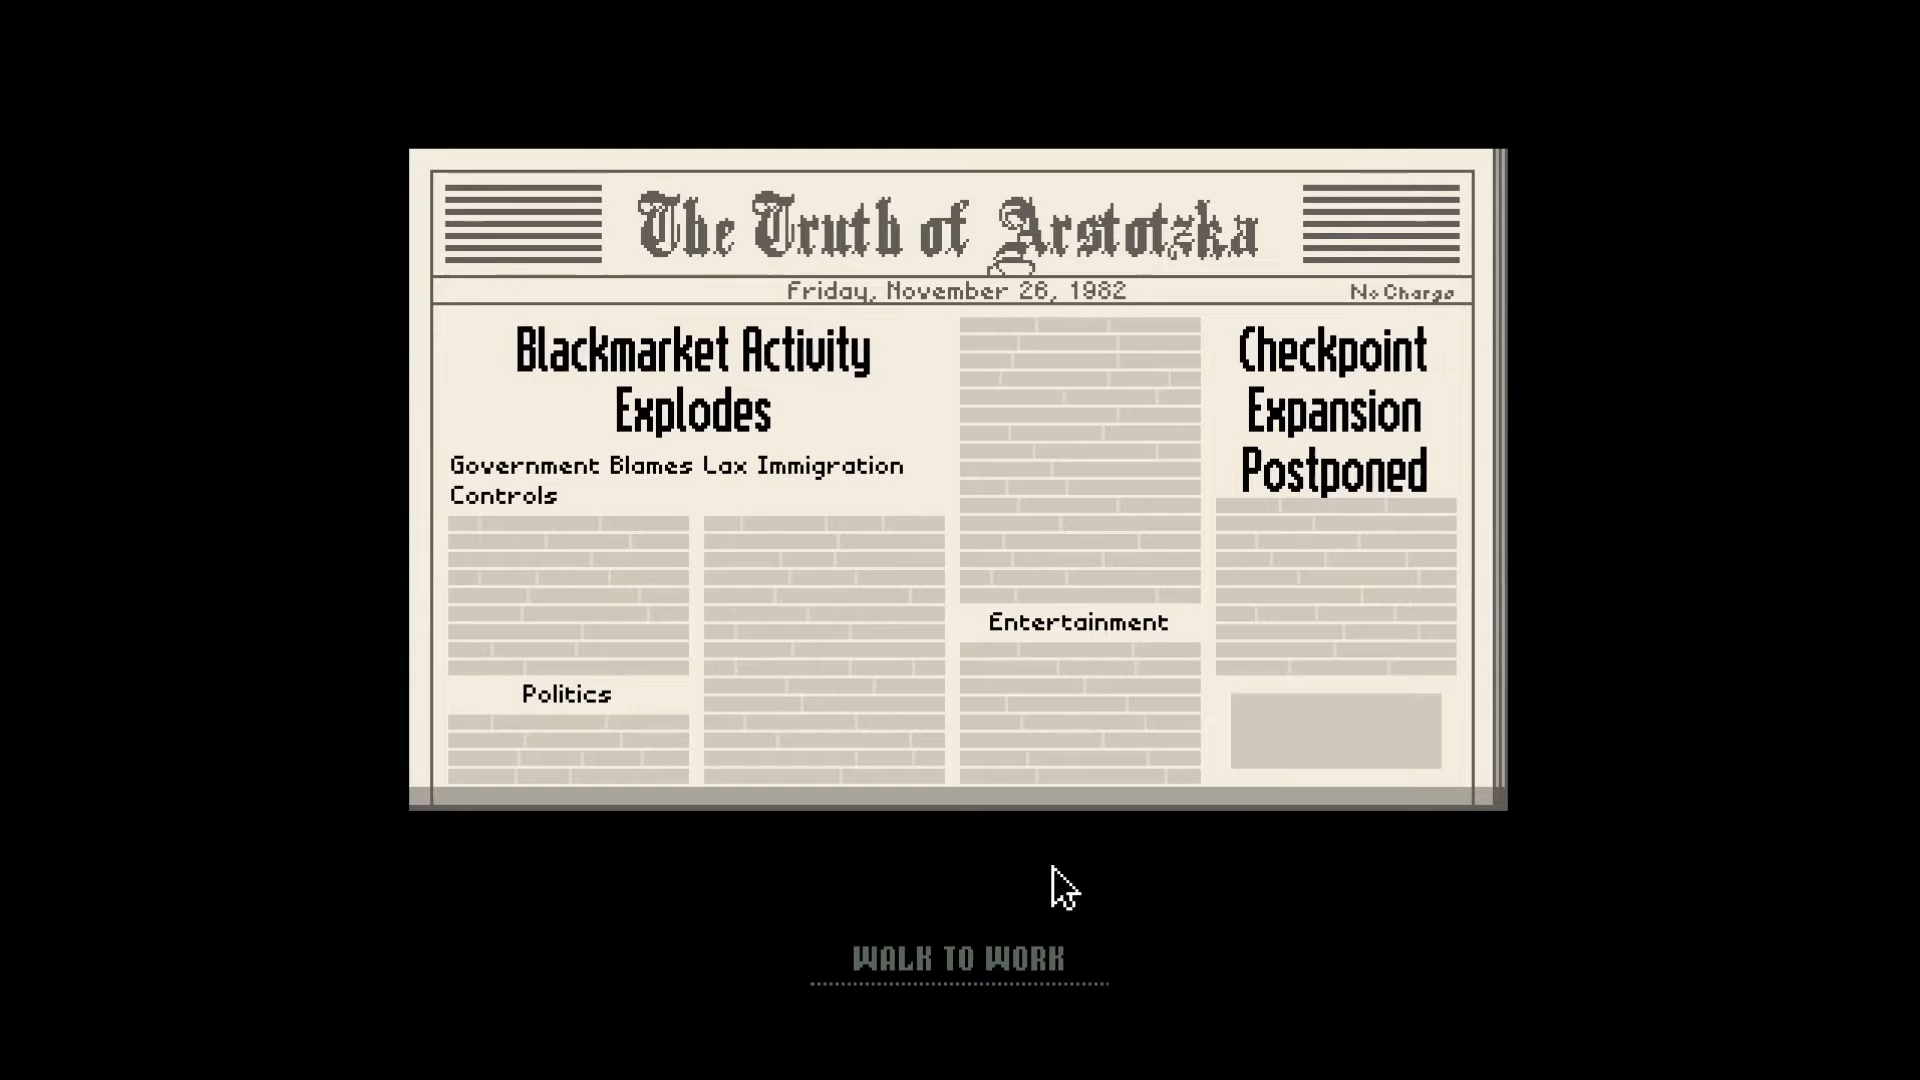 The Truth of Arstotzka
Friday, November 26, 1982
No Charge
Blackmarket Activity
Explodes
Government Blames Lax Immigration
Controls
Politics
Entertainment
Checkpoint
Expansion
Postponed
WALK TO WORK